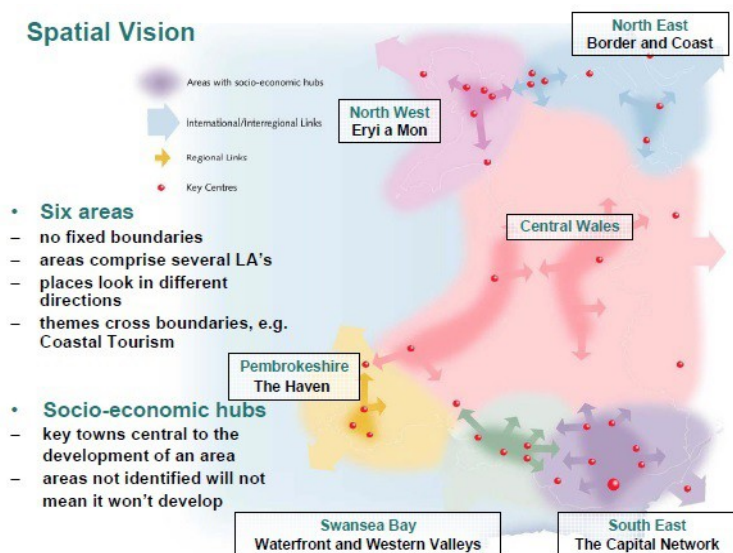 Spatial Vision
Areas with socio-economic hubs
International/Interregional Links
Regional Links
Key Centres
North East
Border and Coast
North West
Eryi a Mon
Central Wales
• Six areas
– no fixed boundaries
– areas comprise several LA's
– places look in different
directions
– themes cross boundaries, e.g.
Coastal Tourism
Pembrokeshire
The Haven
• Socio-economic hubs
– key towns central to the
development of an area
– areas not identified will not
mean it won't develop
Swansea Bay
Waterfront and Western Valleys
South East
The Capital Network